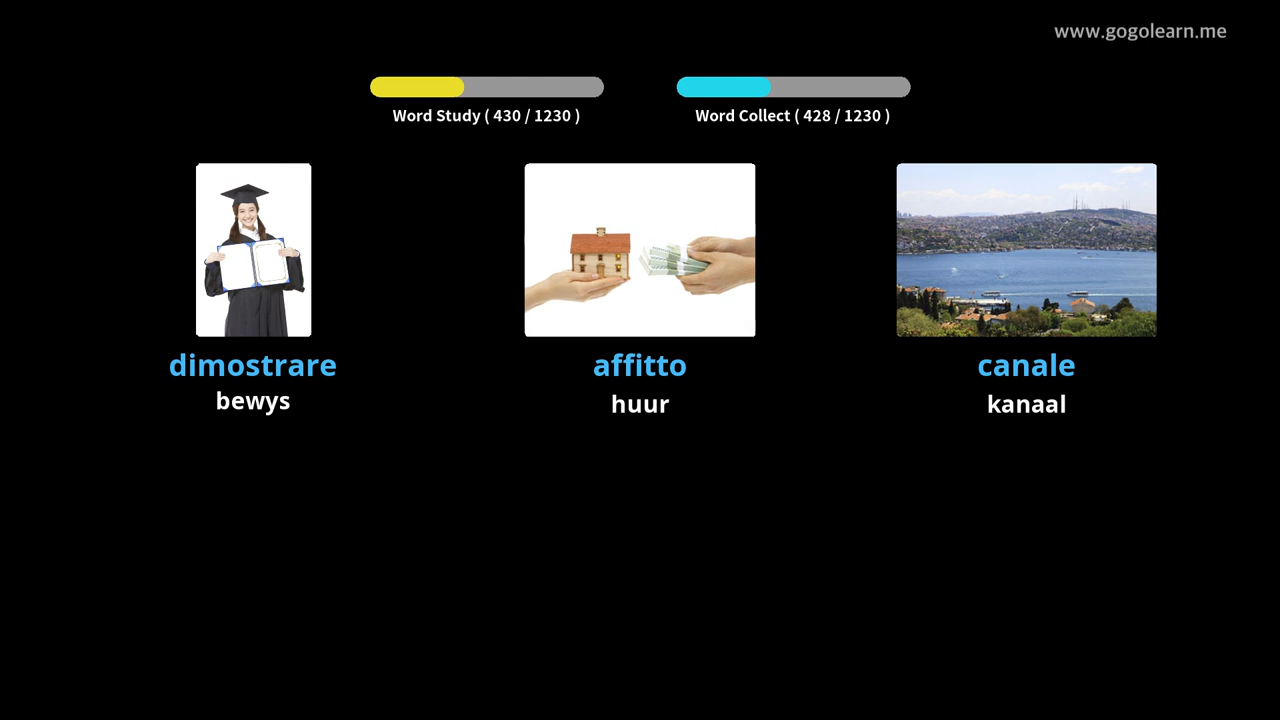 www.gogolearn.me
Word Study ( 430 / 1230 )
Word Collect ( 428 / 1230 )
dimostrare
bewys
affitto
huur
canale
kanaal